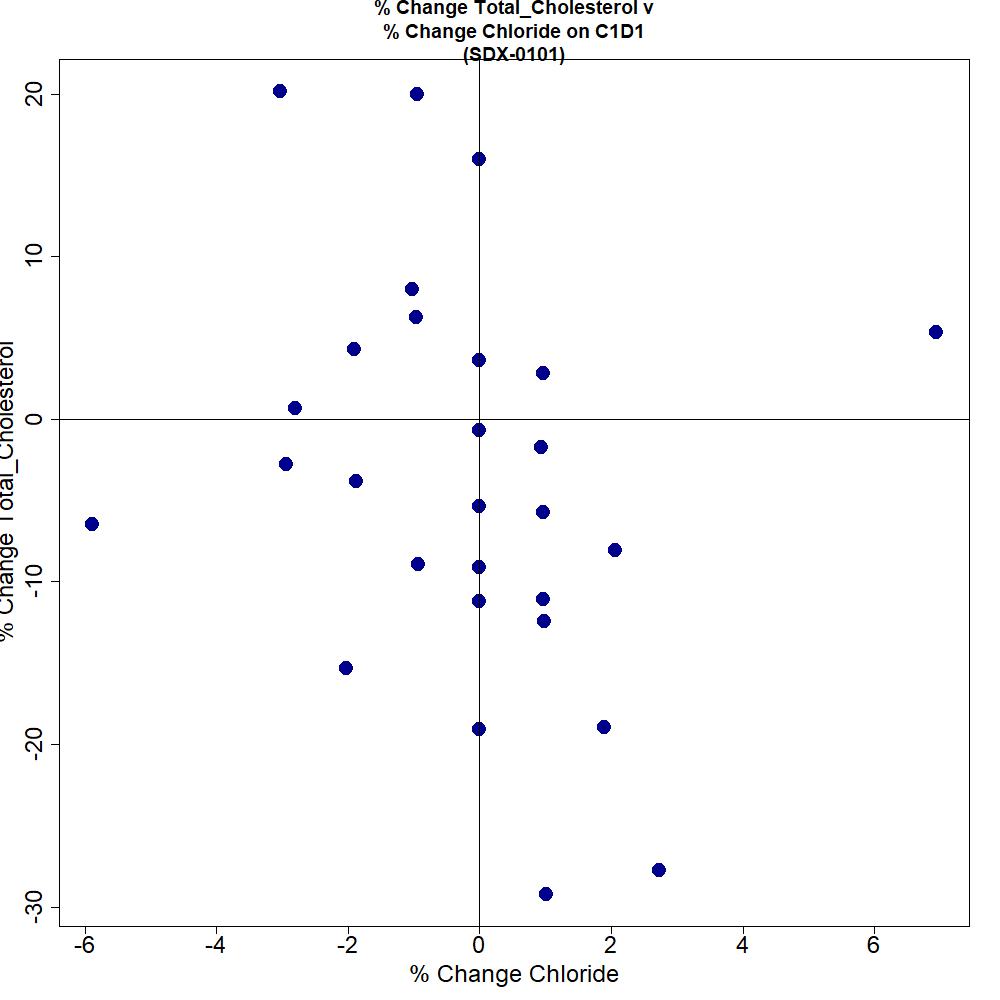 % Change Total_Cholesterol v
% Change Chloride on C1D1
(SDX-0101)
% Change Total_Cholesterol
20
10
0
-10
-20
-30
-6
-4
-2
0
2
4
6
% Change Chloride